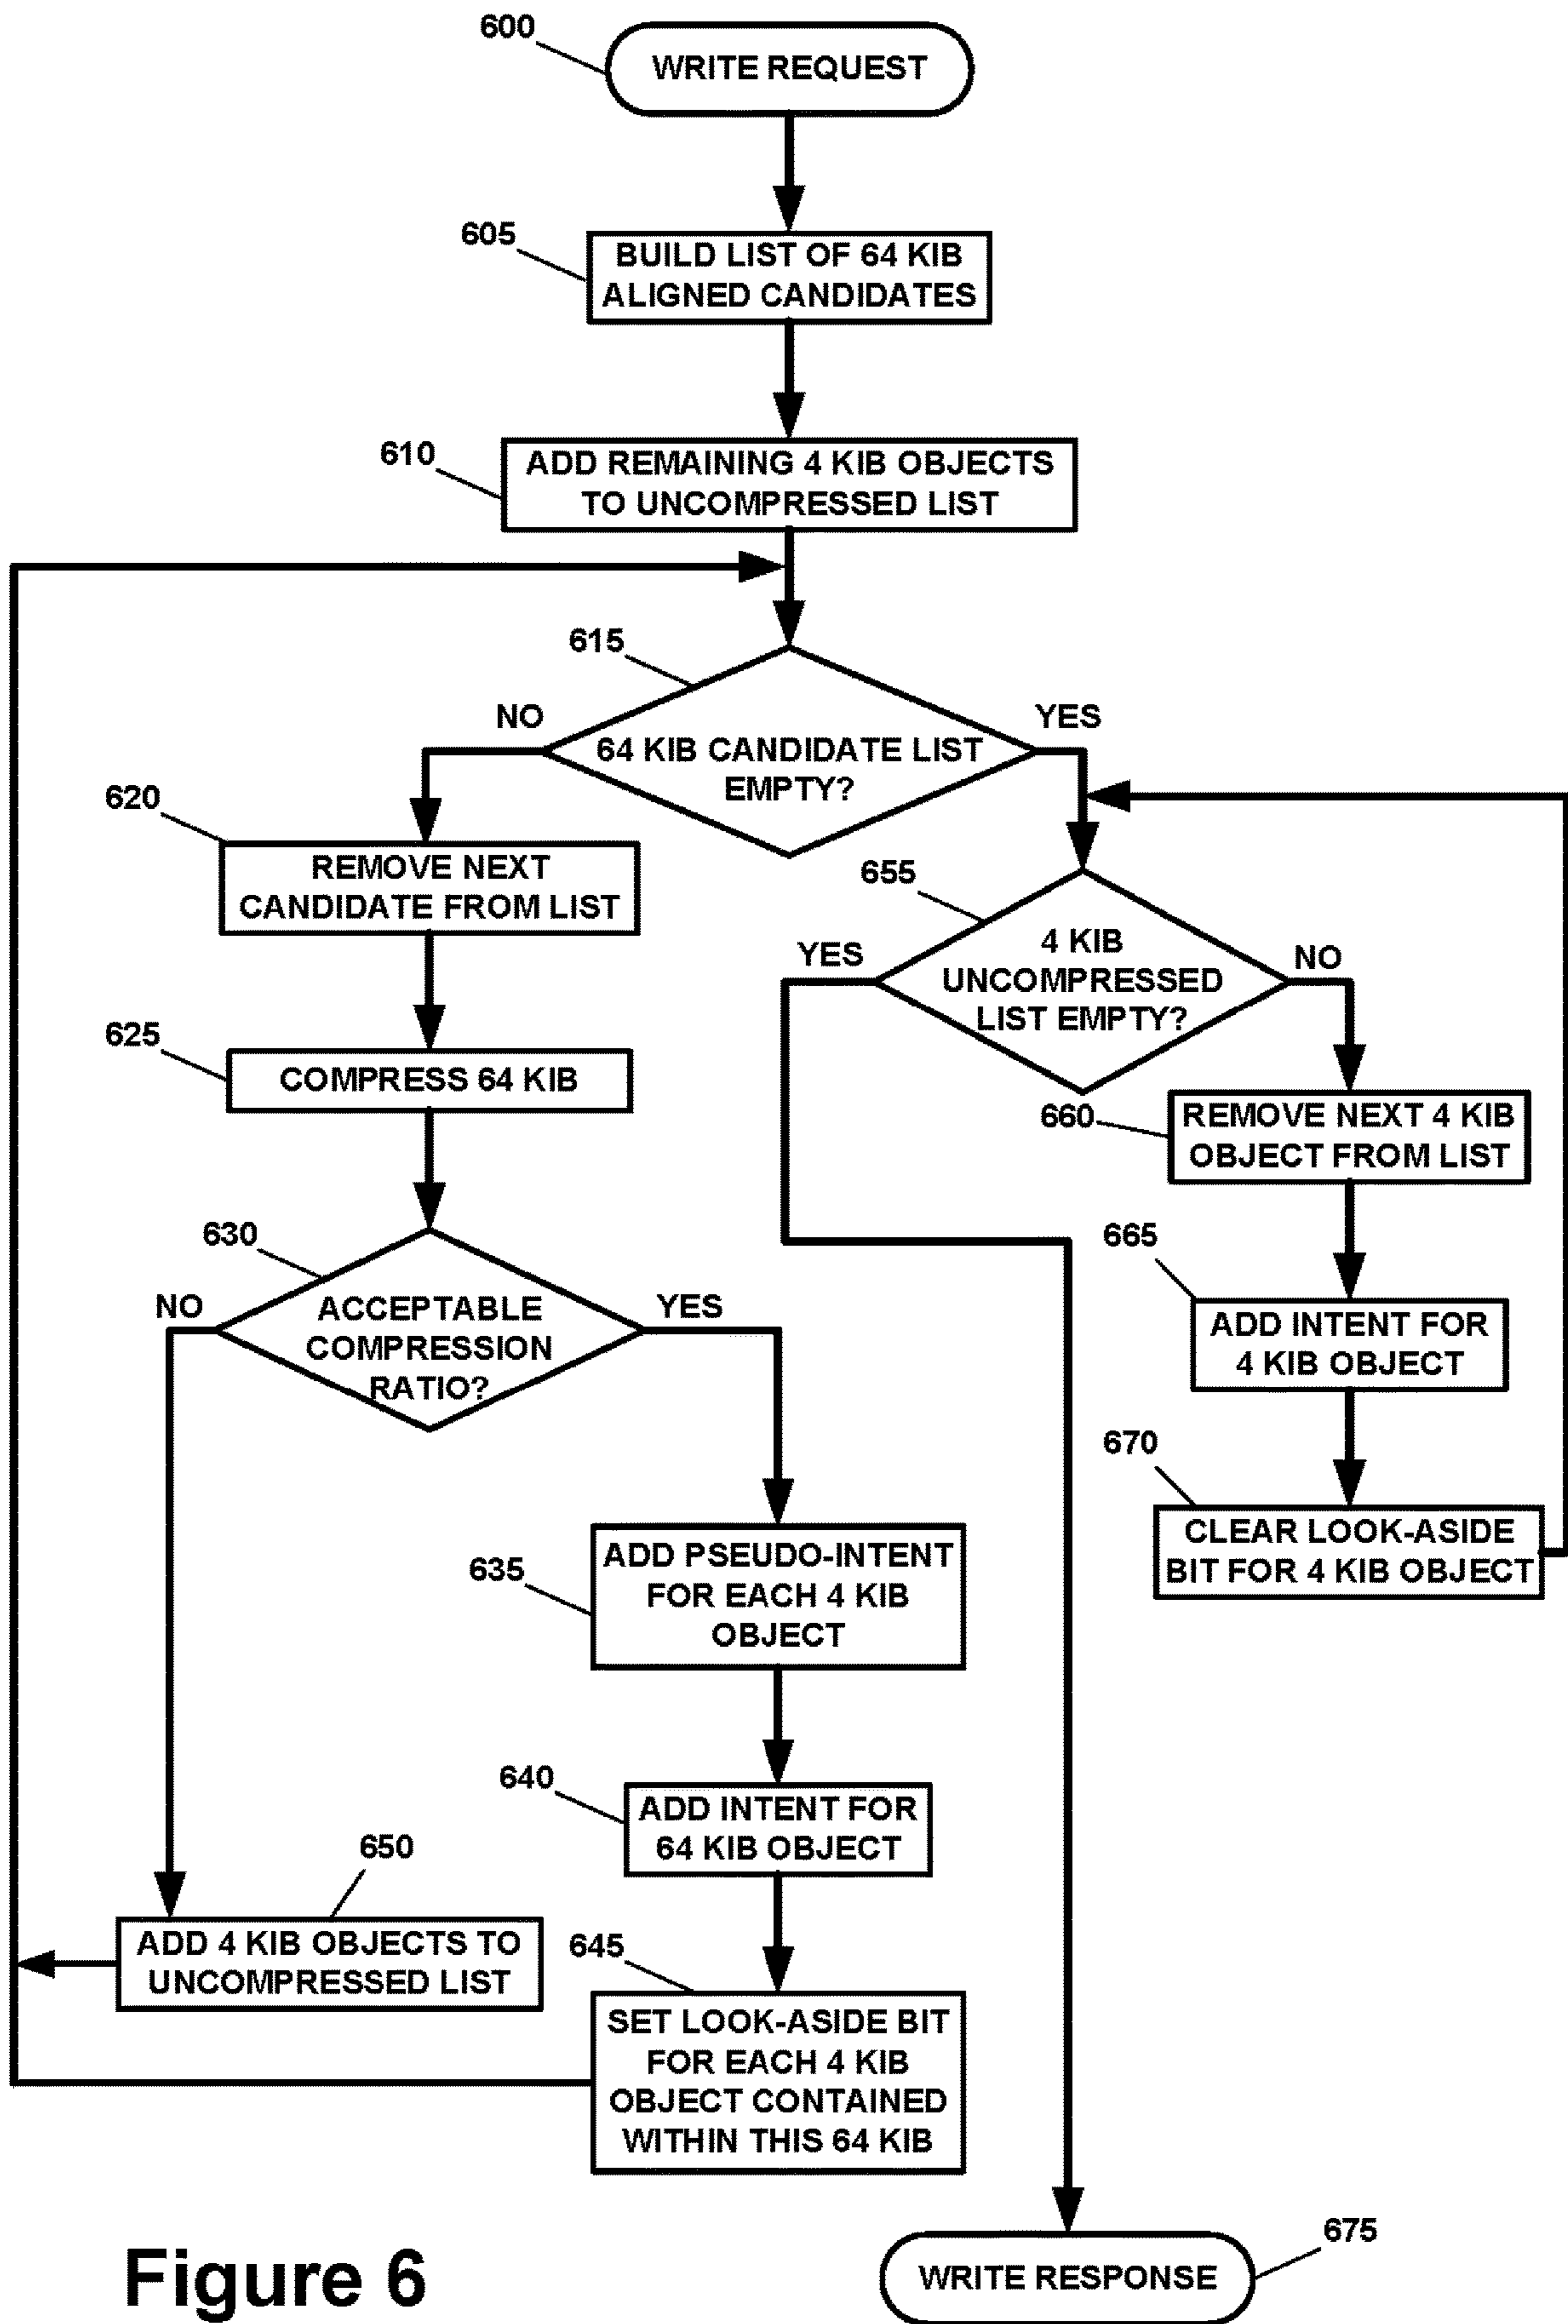 600
WRITE REQUEST
605
BUILD LIST OF 64 KIB
ALIGNED CANDIDATES
610
ADD REMAINING 4 KIB OBJECTS
TO UNCOMPRESSED LIST
615
NO
YES
64 KIB CANDIDATE LIST
EMPTY?
620
REMOVE NEXT
CANDIDATE FROM LIST
625
COMPRESS 64 KIB
630
NO
YES
ACCEPTABLE
COMPRESSION
RATIO?
635
ADD PSEUDO-INTENT
FOR EACH 4 KIB
OBJECT
640
ADD INTENT FOR
64 KIB OBJECT
645
SET LOOK-ASIDE BIT
FOR EACH 4 KIB
OBJECT CONTAINED
WITHIN THIS 64 KIB
650
ADD 4 KIB OBJECTS TO
UNCOMPRESSED LIST
655
YES
NO
4 KIB
UNCOMPRESSED
LIST EMPTY?
660
REMOVE NEXT 4 KIB
OBJECT FROM LIST
665
ADD INTENT FOR
4 KIB OBJECT
670
CLEAR LOOK-ASIDE
BIT FOR 4 KIB OBJECT
675
WRITE RESPONSE
Figure 6